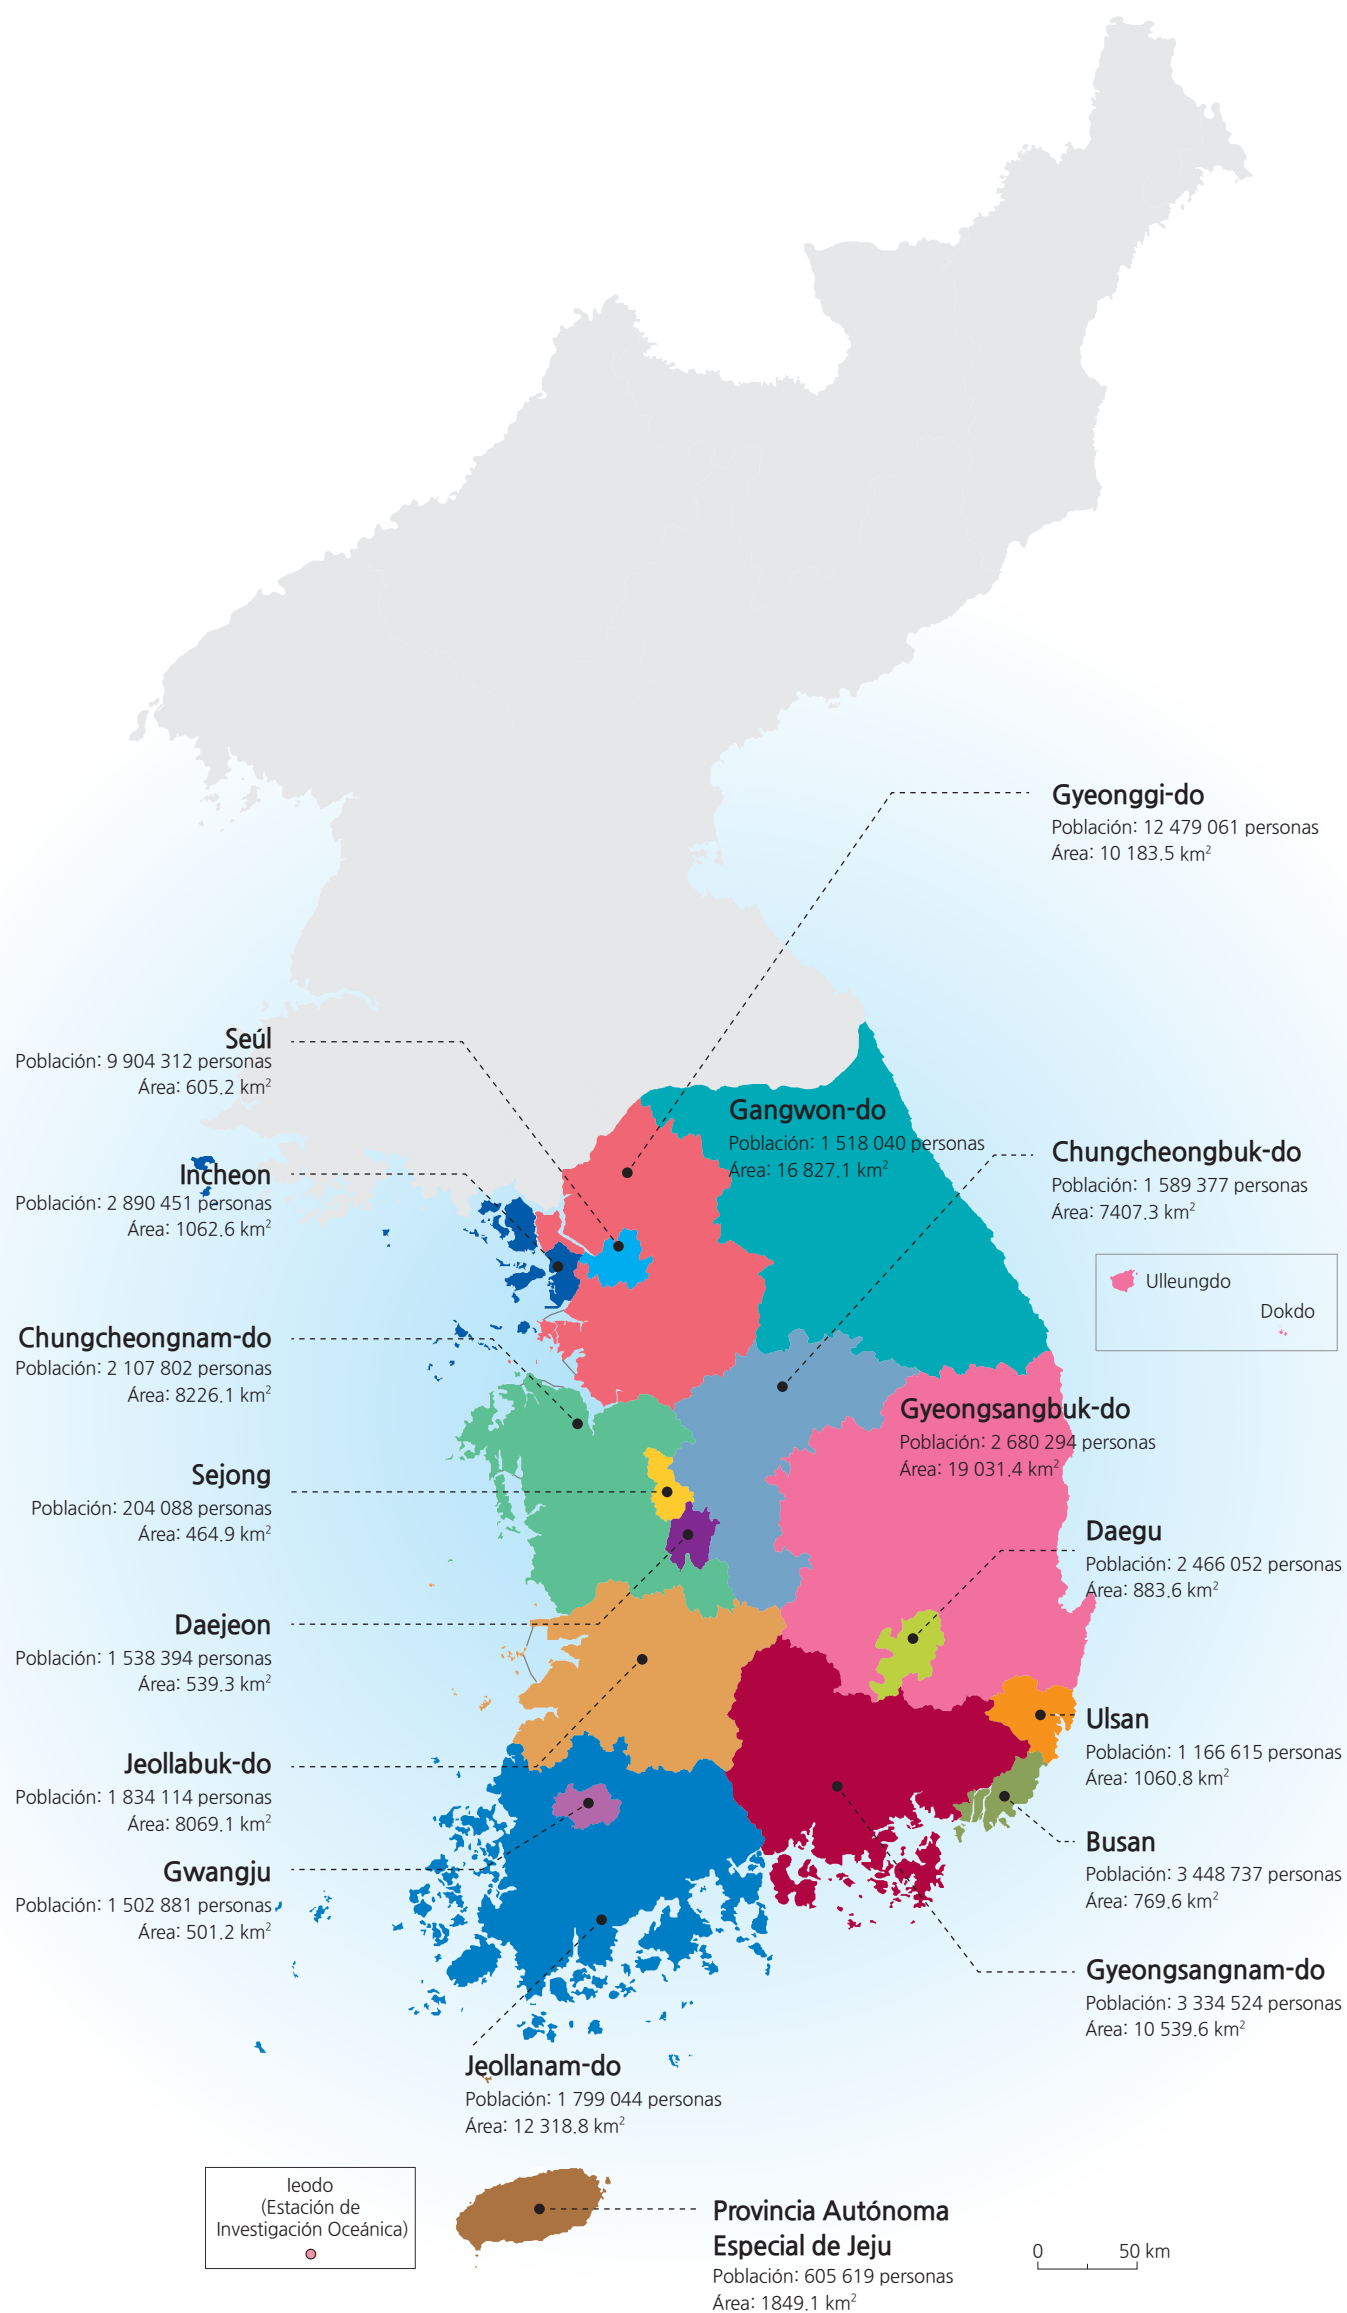 Gyeonggi-do
Población: 12 479 061 personas
Área: 10 183.5 km²
Seúl
Población: 9 904 312 personas
Área: 605.2 km²
Gangwon-do
Población: 1 518 040 personas
Área: 16 827.1 km²
Chungcheongbuk-do
Población: 1 589 377 personas
Área: 7407.3 km²
Incheon
Población: 2 890 451 personas
Área: 1062.6 km²
Ulleungdo
Dokdo
Chungcheongnam-do
Población: 2 107 802 personas
Área: 8226.1 km²
Gyeongsangbuk-do
Población: 2 680 294 personas
Área: 19 031.4 km²
Sejong
Población: 204 088 personas
Área: 464.9 km²
Daegu
Población: 2 466 052 personas
Área: 883.6 km²
Daejeon
Población: 1 538 394 personas
Área: 539.3 km²
Ulsan
Población: 1 166 615 personas
Área: 1060.8 km²
Jeollabuk-do
Población: 1 834 114 personas
Área: 8069.1 km²
Busan
Población: 3 448 737 personas
Área: 769.6 km²
Gwangju
Población: 1 502 881 personas
Área: 501.2 km²
Gyeongsangnam-do
Población: 3 334 524 personas
Área: 10 539.6 km²
Jeollanam-do
Población: 1 799 044 personas
Área: 12 318.8 km²
Ieodo
(Estación de
Investigación Oceánica)
Provincia Autónoma
Especial de Jeju
Población: 605 619 personas
Área: 1849.1 km²
0 50 km